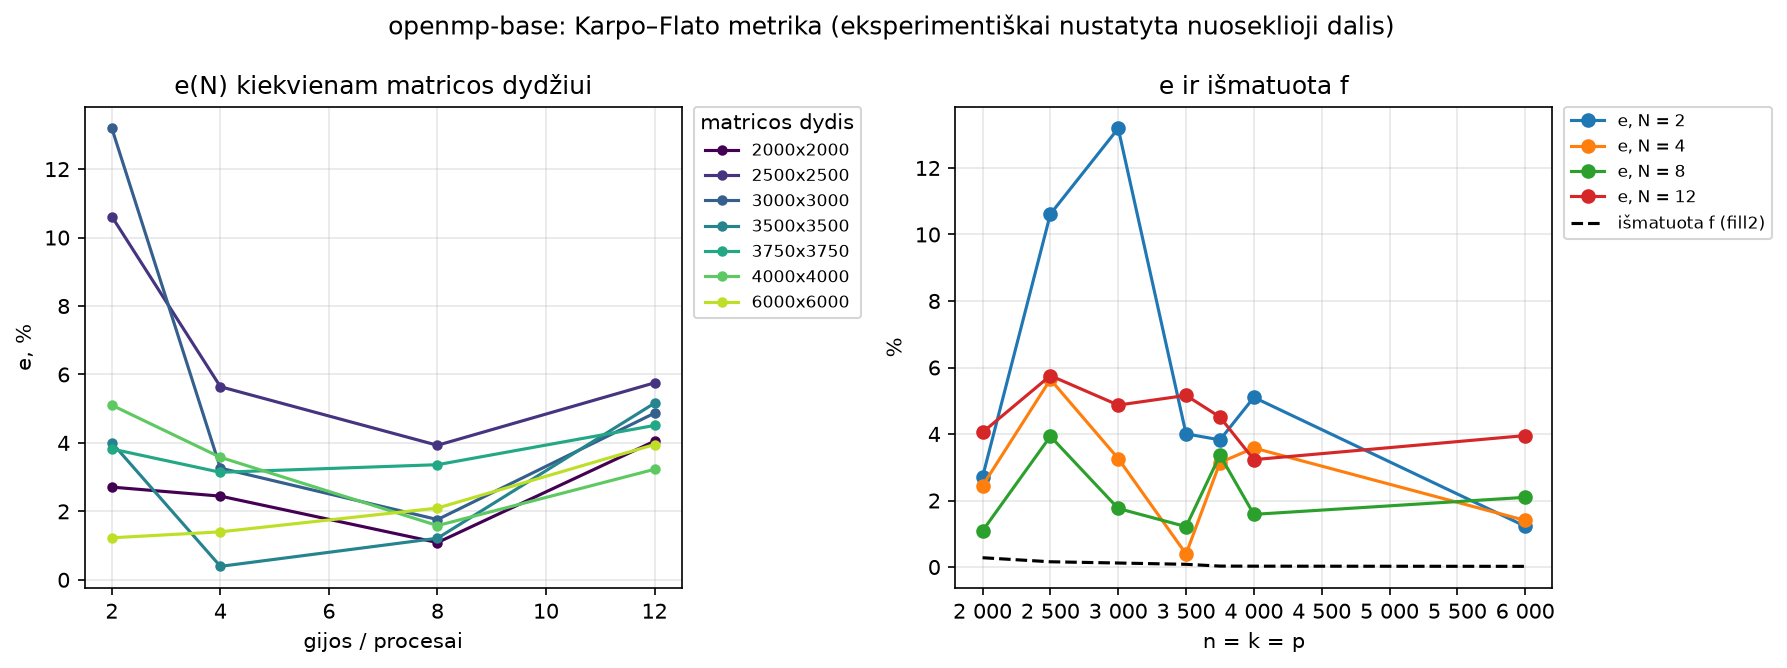 openmp-base: Karpo–Flato metrika (eksperimentiškai nustatyta nuoseklioji dalis)
e(N) kiekvienam matricos dydžiui
e, %
12
10
8
6
4
2
0
2 4 6 8 10 12
gijos / procesai
matricos dydis
2000x2000
2500x2500
3000x3000
3500x3500
3750x3750
4000x4000
6000x6000
e ir išmatuota f
%
12
10
8
6
4
2
0
2 000 2 500 3 000 3 500 4 000 4 500 5 000 5 500 6 000
n = k = p
e, N = 2
e, N = 4
e, N = 8
e, N = 12
išmatuota f (fill2)